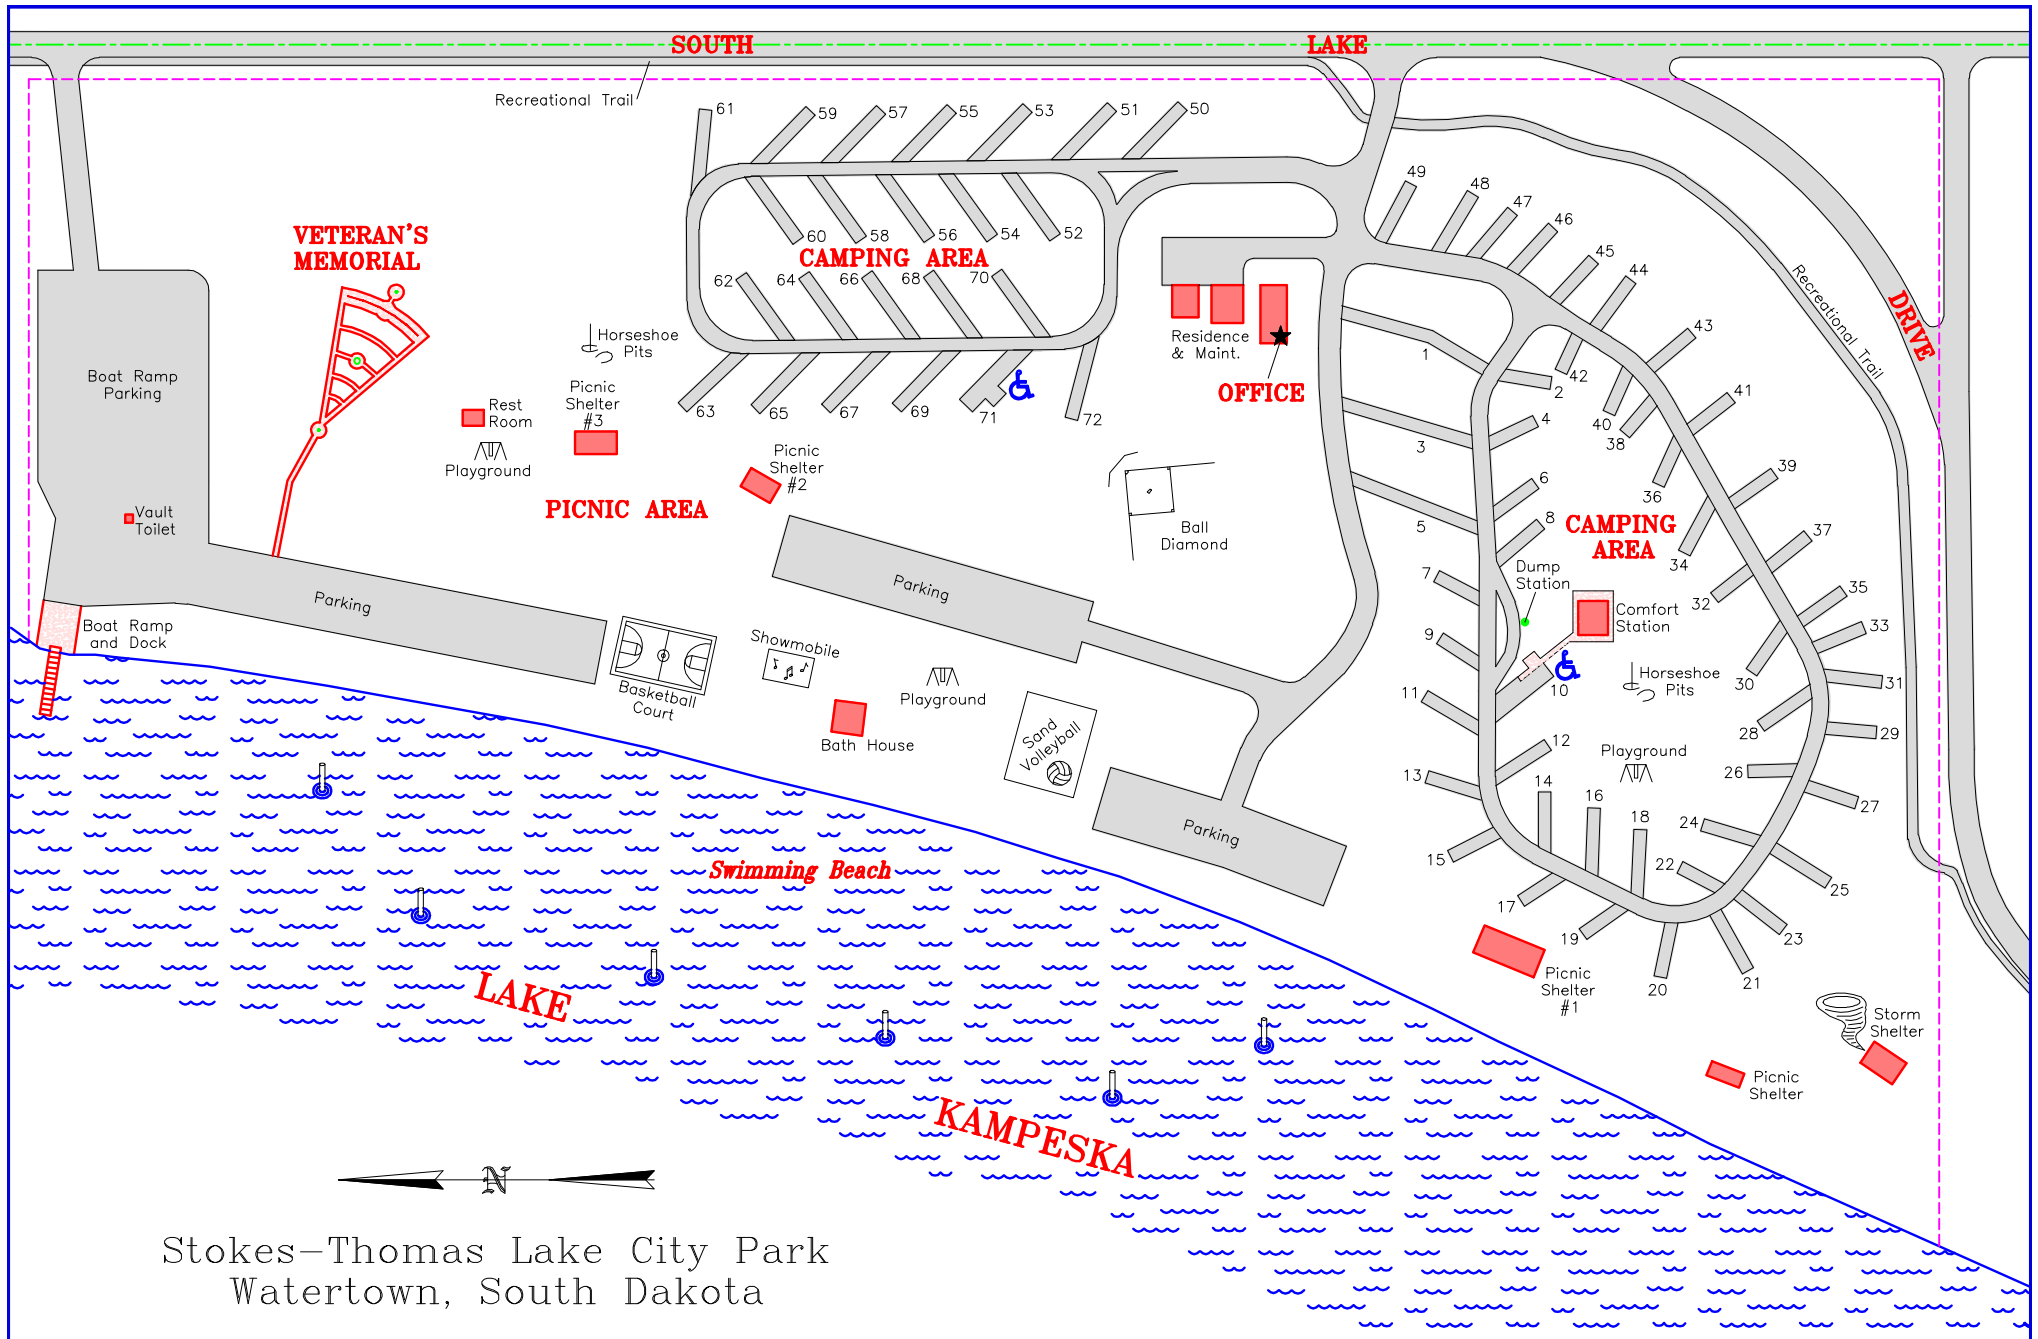 SOUTH
LAKE
DRIVE
Recreational Trail
Recreational Trail
61
59
57
55
53
51
50
60
58
56
54
52
CAMPING AREA
62
64
66
68
70
63
65
67
69
71
72
VETERAN'S
MEMORIAL
Boat Ramp
Parking
Vault
Toilet
Boat Ramp
and Dock
Parking
Horseshoe
Pits
Picnic
Shelter
#3
Rest
Room
Playground
Picnic
Shelter
#2
PICNIC AREA
Residence
& Maint.
OFFICE
Ball
Diamond
Parking
Basketball
Court
Showmobile
Bath House
Playground
Sand
Volleyball
Parking
49
48
47
46
45
44
43
42
41
40
38
39
36
37
34
35
32
33
30
31
28
29
26
27
24
25
22
23
21
20
19
18
17
16
15
14
13
12
11
10
9
8
7
6
5
4
3
2
1
CAMPING
AREA
Dump
Station
Comfort
Station
Horseshoe
Pits
Playground
Picnic
Shelter
#1
Storm
Shelter
Picnic
Shelter
Swimming Beach
LAKE
KAMPESKA
N
Stokes-Thomas Lake City Park
Watertown, South Dakota